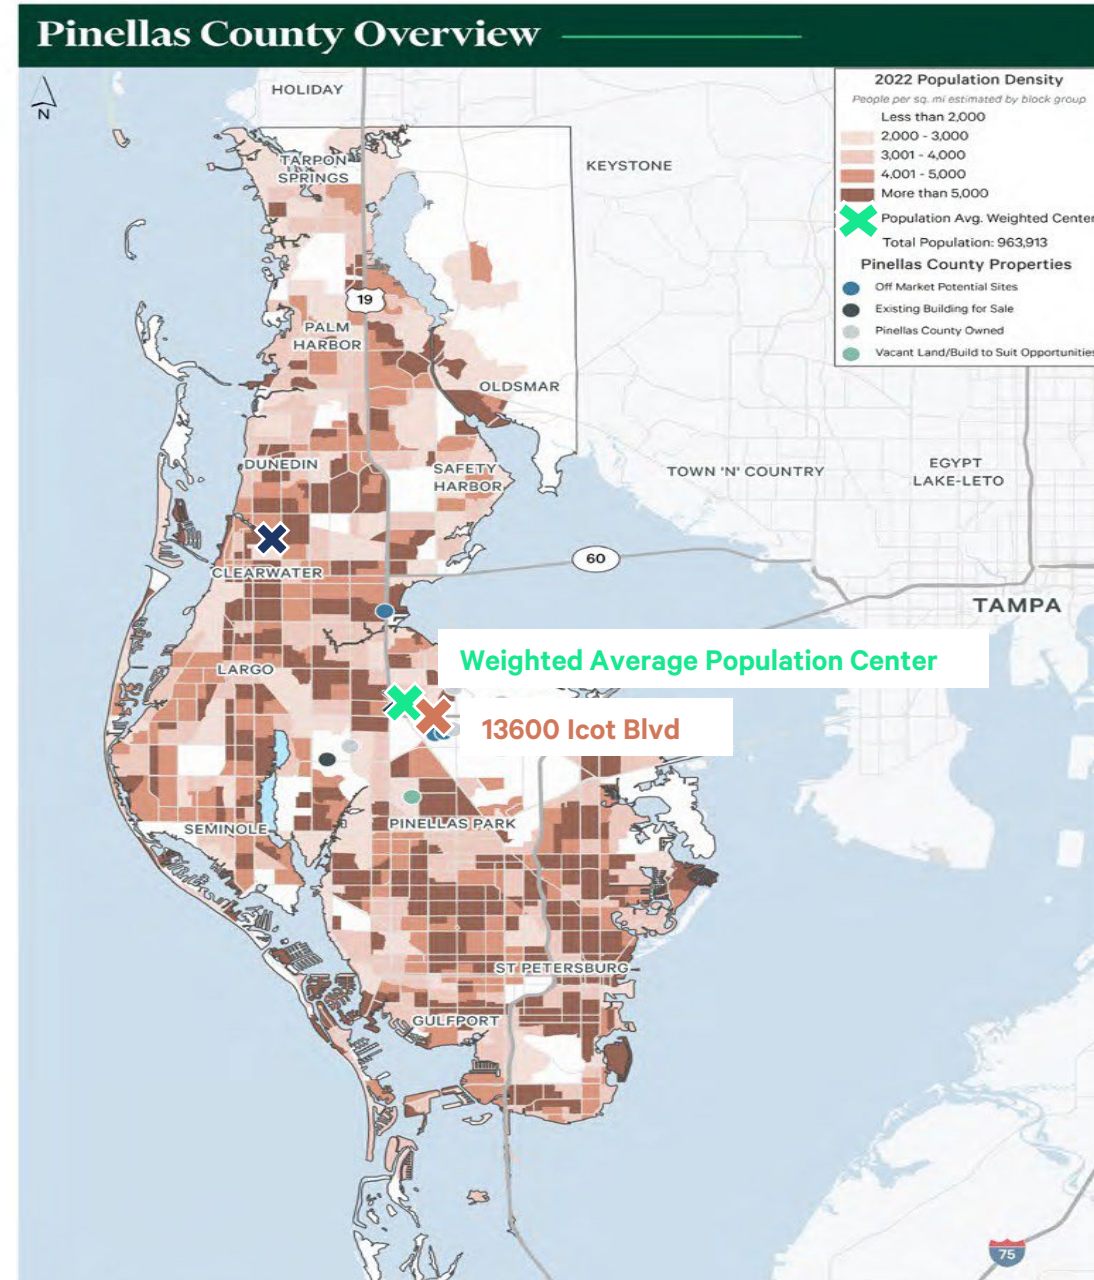 Pinellas County Overview
N
HOLIDAY
2022 Population Density
People per sq. mi estimated by block group
Less than 2,000
2,000 - 3,000
3,001 - 4,000
4,001 - 5,000
More than 5,000
Population Avg. Weighted Center
Total Population: 963,913
Pinellas County Properties
Off Market Potential Sites
Existing Building for Sale
Pinellas County Owned
Vacant Land/Build to Suit Opportunities
TARPON
SPRINGS
KEYSTONE
19
PALM
HARBOR
OLDSMAR
DUNEDIN
SAFETY
HARBOR
TOWN 'N' COUNTRY
EGYPT
LAKE-LETO
60
CLEARWATER
TAMPA
LARGO
Weighted Average Population Center
13600 Icot Blvd
SEMINOLE
PINELLAS PARK
ST PETERSBURG
GULFPORT
75